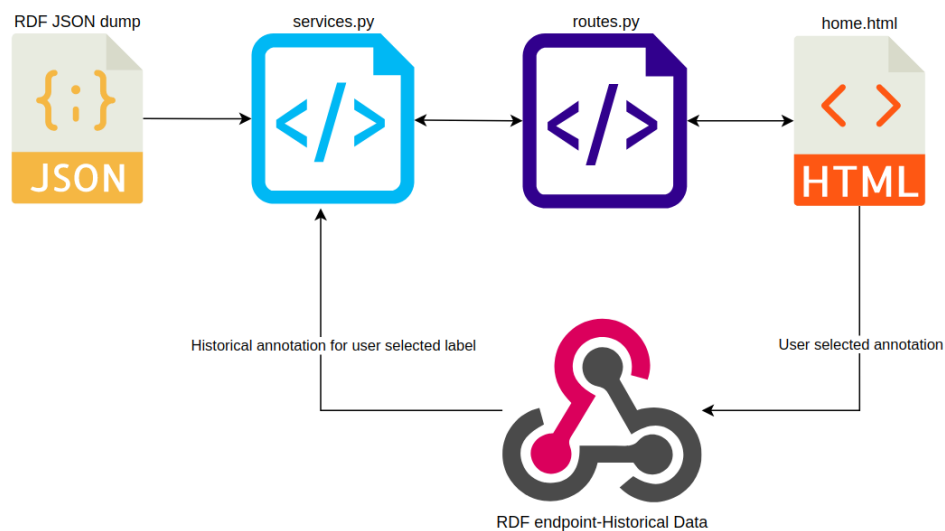 RDF JSON dump
services.py
routes.py
home.html
{;}
JSON
</>
</>
< >
HTML
Historical annotation for user selected label
User selected annotation
RDF endpoint-Historical Data